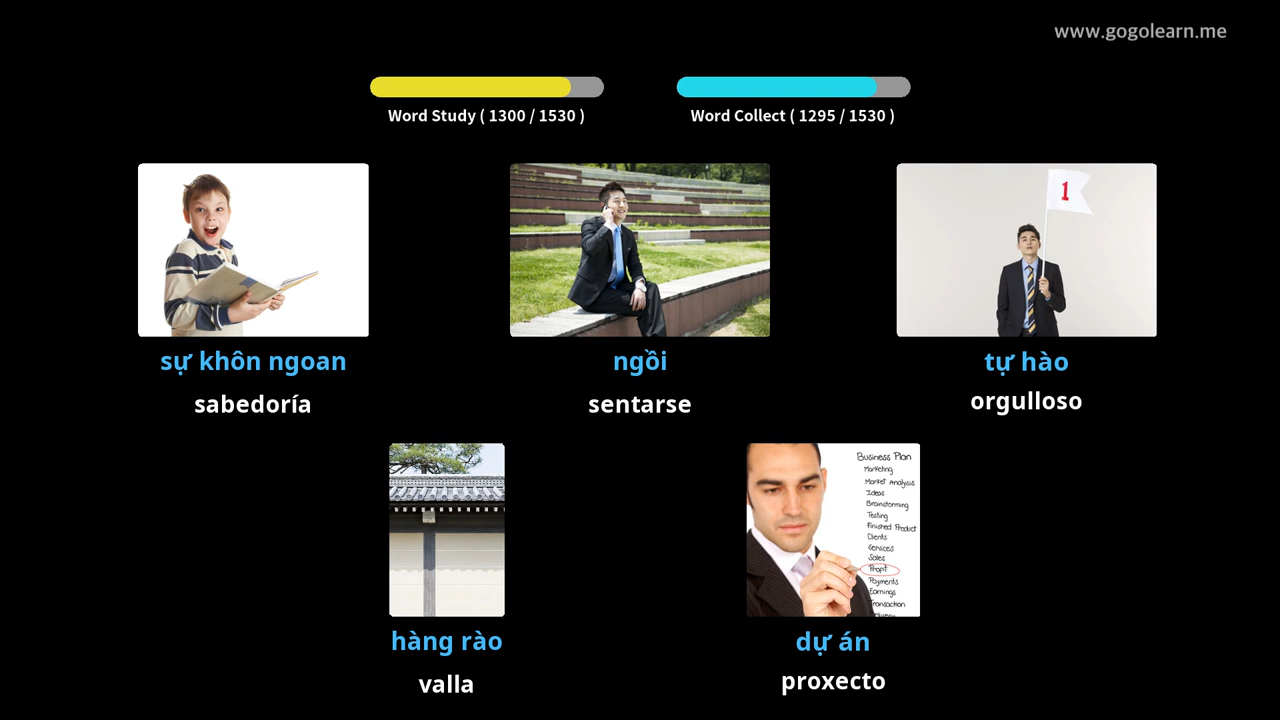 www.gogolearn.me
Word Study ( 1300 / 1530 )
Word Collect ( 1295 / 1530 )
1
sự khôn ngoan
sabedoría
ngồi
sentarse
tự hào
orgulloso
Business Plan
Marketing
Market Analysis
Ideas
Brainstorming
Testing
Finished Product
Clients
Services
Sales
Profit
Payments
Earnings
Transaction
hàng rào
valla
dự án
proxecto